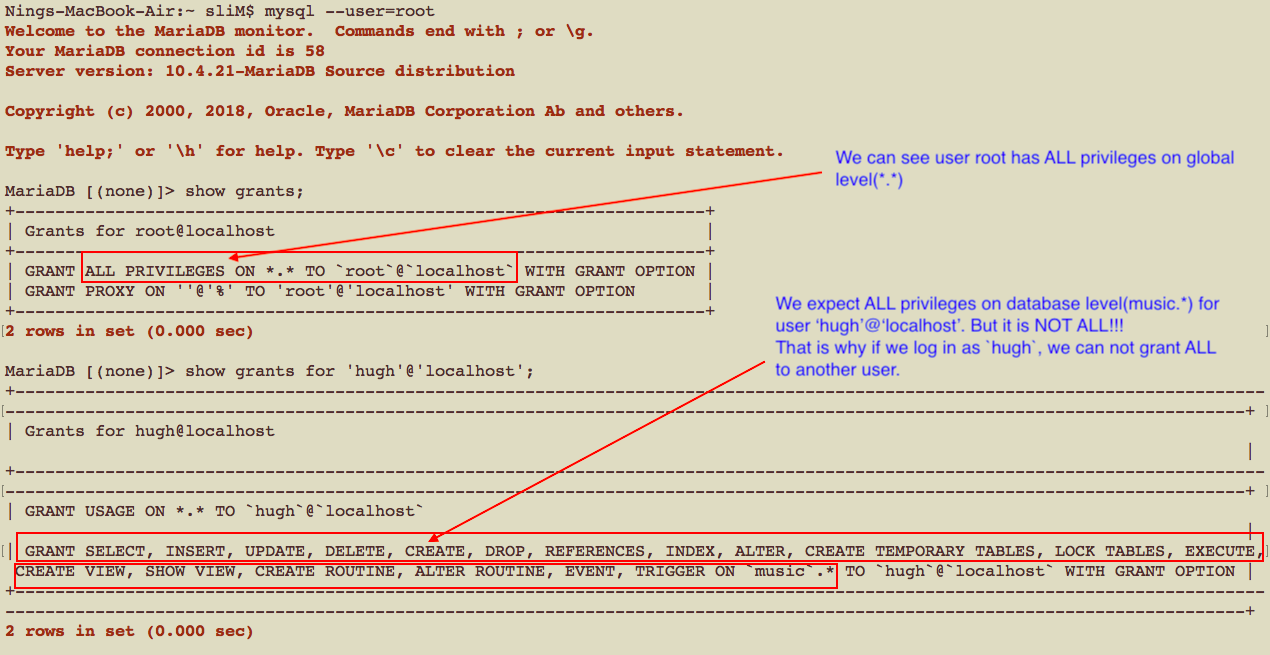 Nings-MacBook-Air:~ sliM$ mysql --user=root
Welcome to the MariaDB monitor.  Commands end with ; or \g.
Your MariaDB connection id is 58
Server version: 10.4.21-MariaDB Source distribution
Copyright (c) 2000, 2018, Oracle, MariaDB Corporation Ab and others.
Type 'help;' or '\h' for help. Type '\c' to clear the current input statement.
We can see user root has ALL privileges on global
level(*.*)
MariaDB [(none)]> show grants;
+---------------------------------------------------------------------+
| Grants for root@localhost                                           |
+---------------------------------------------------------------------+
| GRANT ALL PRIVILEGES ON *.* TO `root`@`localhost` WITH GRANT OPTION |
| GRANT PROXY ON ''@'%' TO 'root'@'localhost' WITH GRANT OPTION       |
+---------------------------------------------------------------------+
[2 rows in set (0.000 sec) ]
We expect ALL privileges on database level(music.*) for
user ‘hugh’@‘localhost’. But it is NOT ALL!!!
That is why if we log in as `hugh`, we can not grant ALL
to another user.
MariaDB [(none)]> show grants for 'hugh'@'localhost';
+-----------------------------------------------------------------------------------------------------------------------------
[----------------------------------------------------------------------------------------------------------------------------+ ]
| Grants for hugh@localhost
|
+-----------------------------------------------------------------------------------------------------------------------------
[----------------------------------------------------------------------------------------------------------------------------+ ]
| GRANT USAGE ON *.* TO `hugh`@`localhost`
|
[| GRANT SELECT, INSERT, UPDATE, DELETE, CREATE, DROP, REFERENCES, INDEX, ALTER, CREATE TEMPORARY TABLES, LOCK TABLES, EXECUTE, ]
CREATE VIEW, SHOW VIEW, CREATE ROUTINE, ALTER ROUTINE, EVENT, TRIGGER ON `music`.* TO `hugh`@`localhost` WITH GRANT OPTION |
+-----------------------------------------------------------------------------------------------------------------------------
----------------------------------------------------------------------------------------------------------------------------+
2 rows in set (0.000 sec)